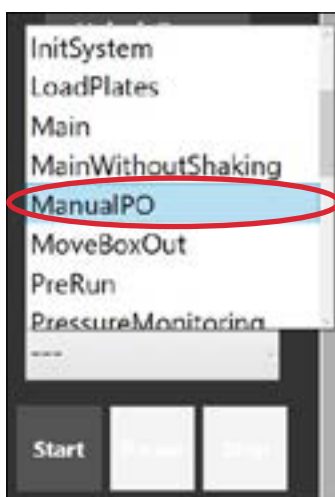 InitSystem
LoadPlates
Main
MainWithoutShaking
ManualPO
MoveBoxOut
PreRun
PressureMonitoring
---
Start